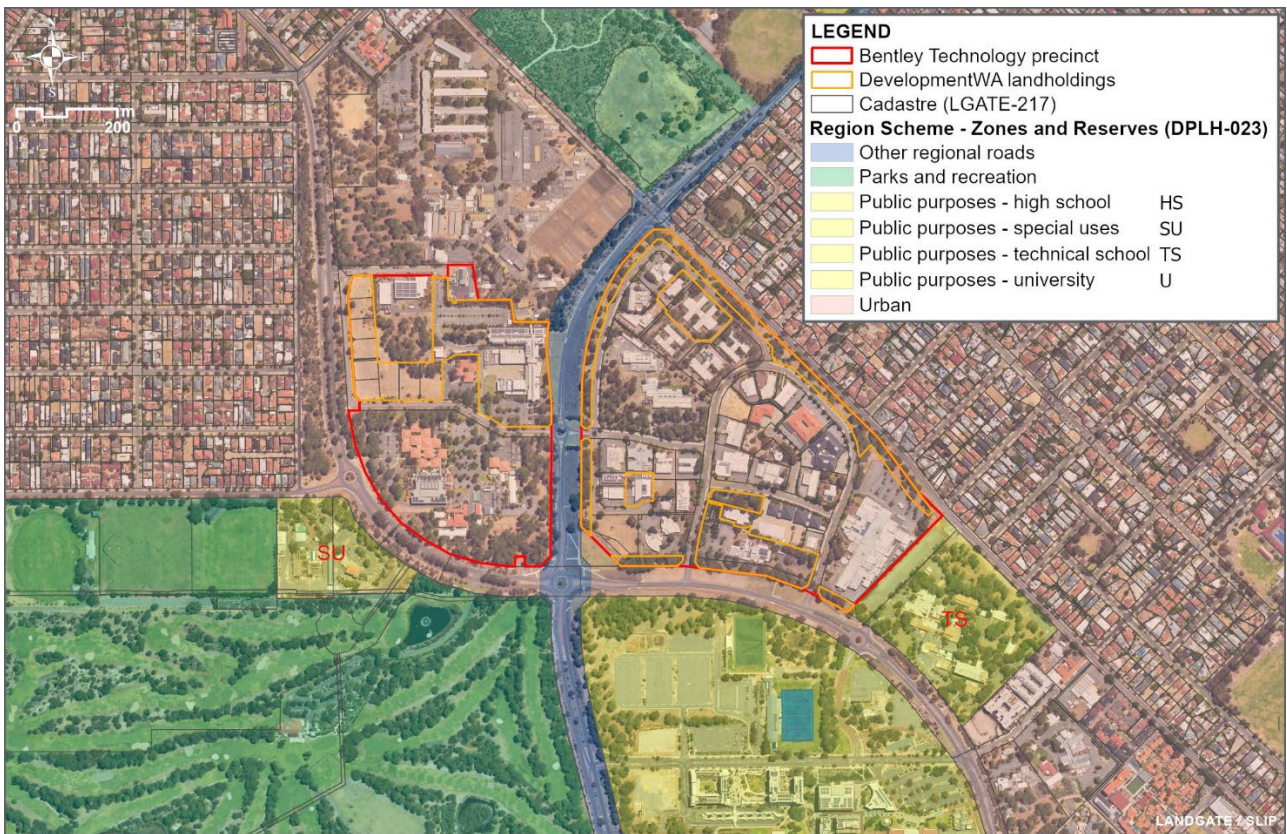 N
W E
S
0 200
m
LEGEND
Bentley Technology precinct
DevelopmentWA landholdings
Cadastre (LGATE-217)
Region Scheme - Zones and Reserves (DPLH-023)
Other regional roads
Parks and recreation
Public purposes - high school HS
Public purposes - special uses SU
Public purposes - technical school TS
Public purposes - university U
Urban
SU
TS
LANDGATE / SLIP